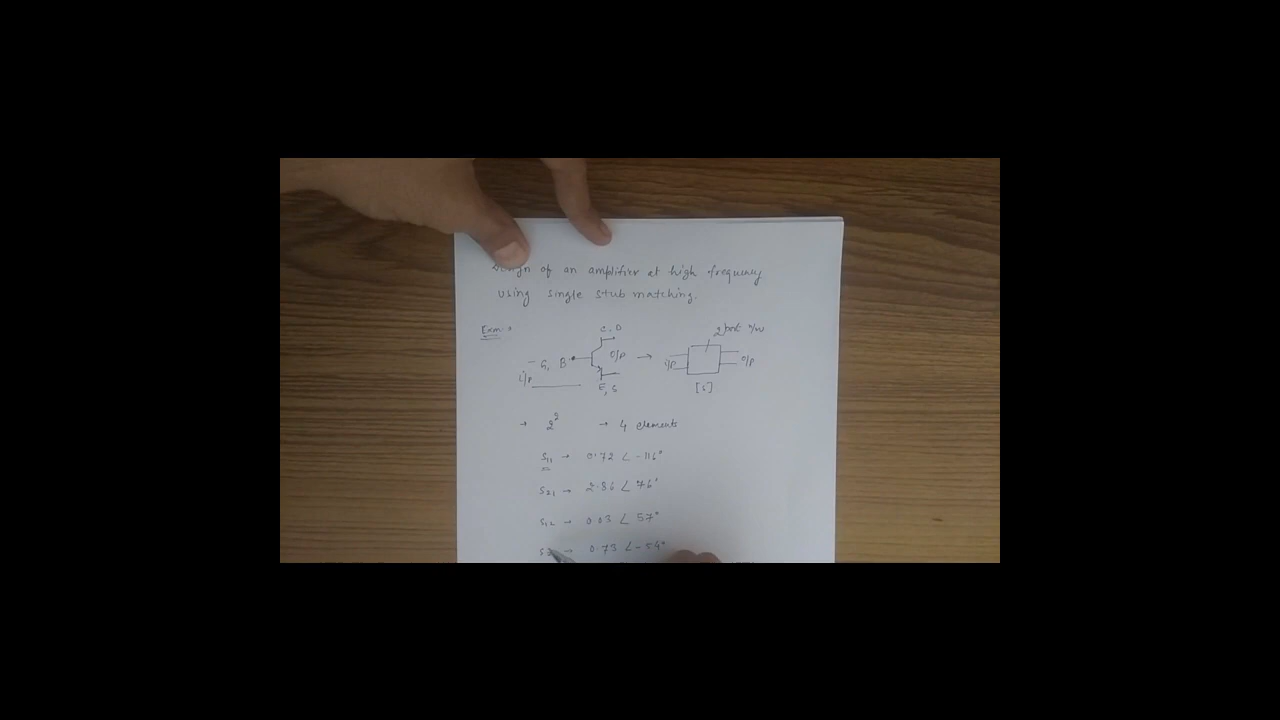 Design of an amplifier at high frequency
using single stub matching.
Exm :
C, D
2 port n/w
G, B
O/P
→
i/p
O/P
i/p
E, S
[S]
→ 2² → 4 elements
S11 → 0.72 ∠ -116°
S21 → 2.86 ∠ 76°
S12 → 0.03 ∠ 57°
→ 0.73 ∠ -54°